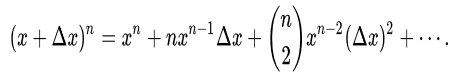 (x + Δx)^n = x^n + nx^{n−1}Δx + \binom{n}{2} x^{n−2}(Δx)^2 + ⋯.